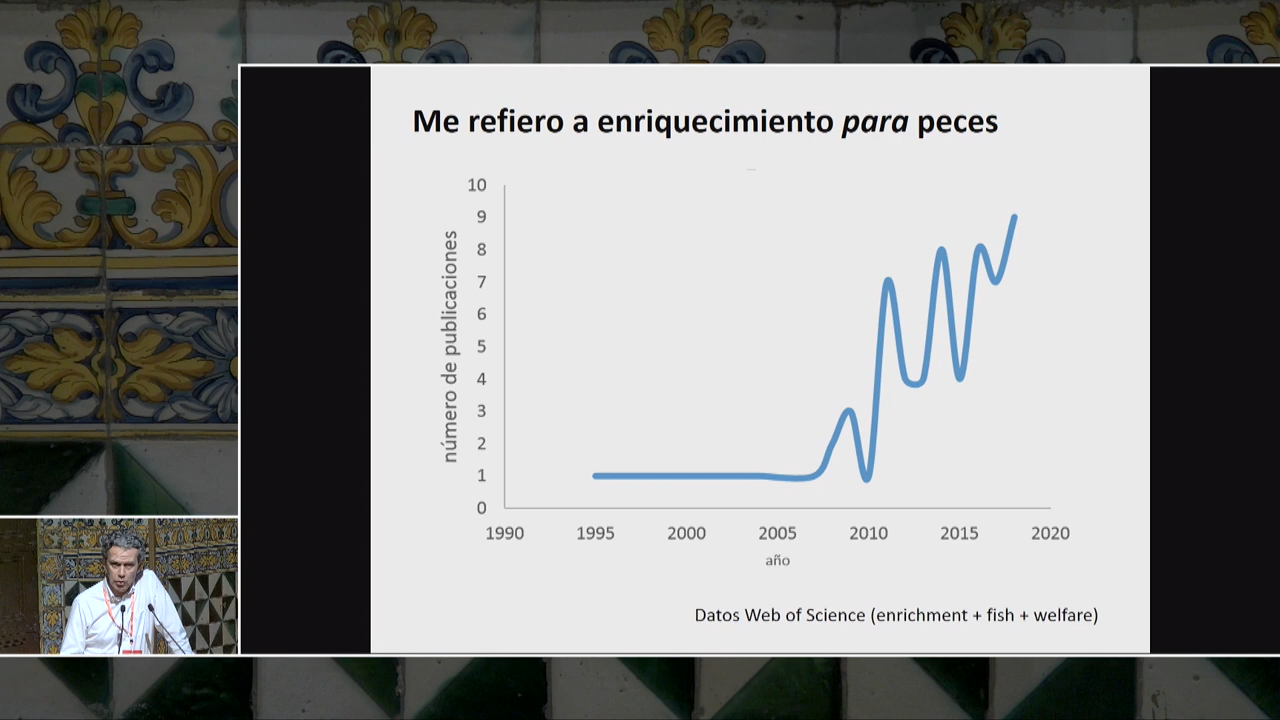 Me refiero a enriquecimiento para peces
número de publicaciones
10
9
8
7
6
5
4
3
2
1
0
1990 1995 2000 2005 2010 2015 2020
año
Datos Web of Science (enrichment + fish + welfare)